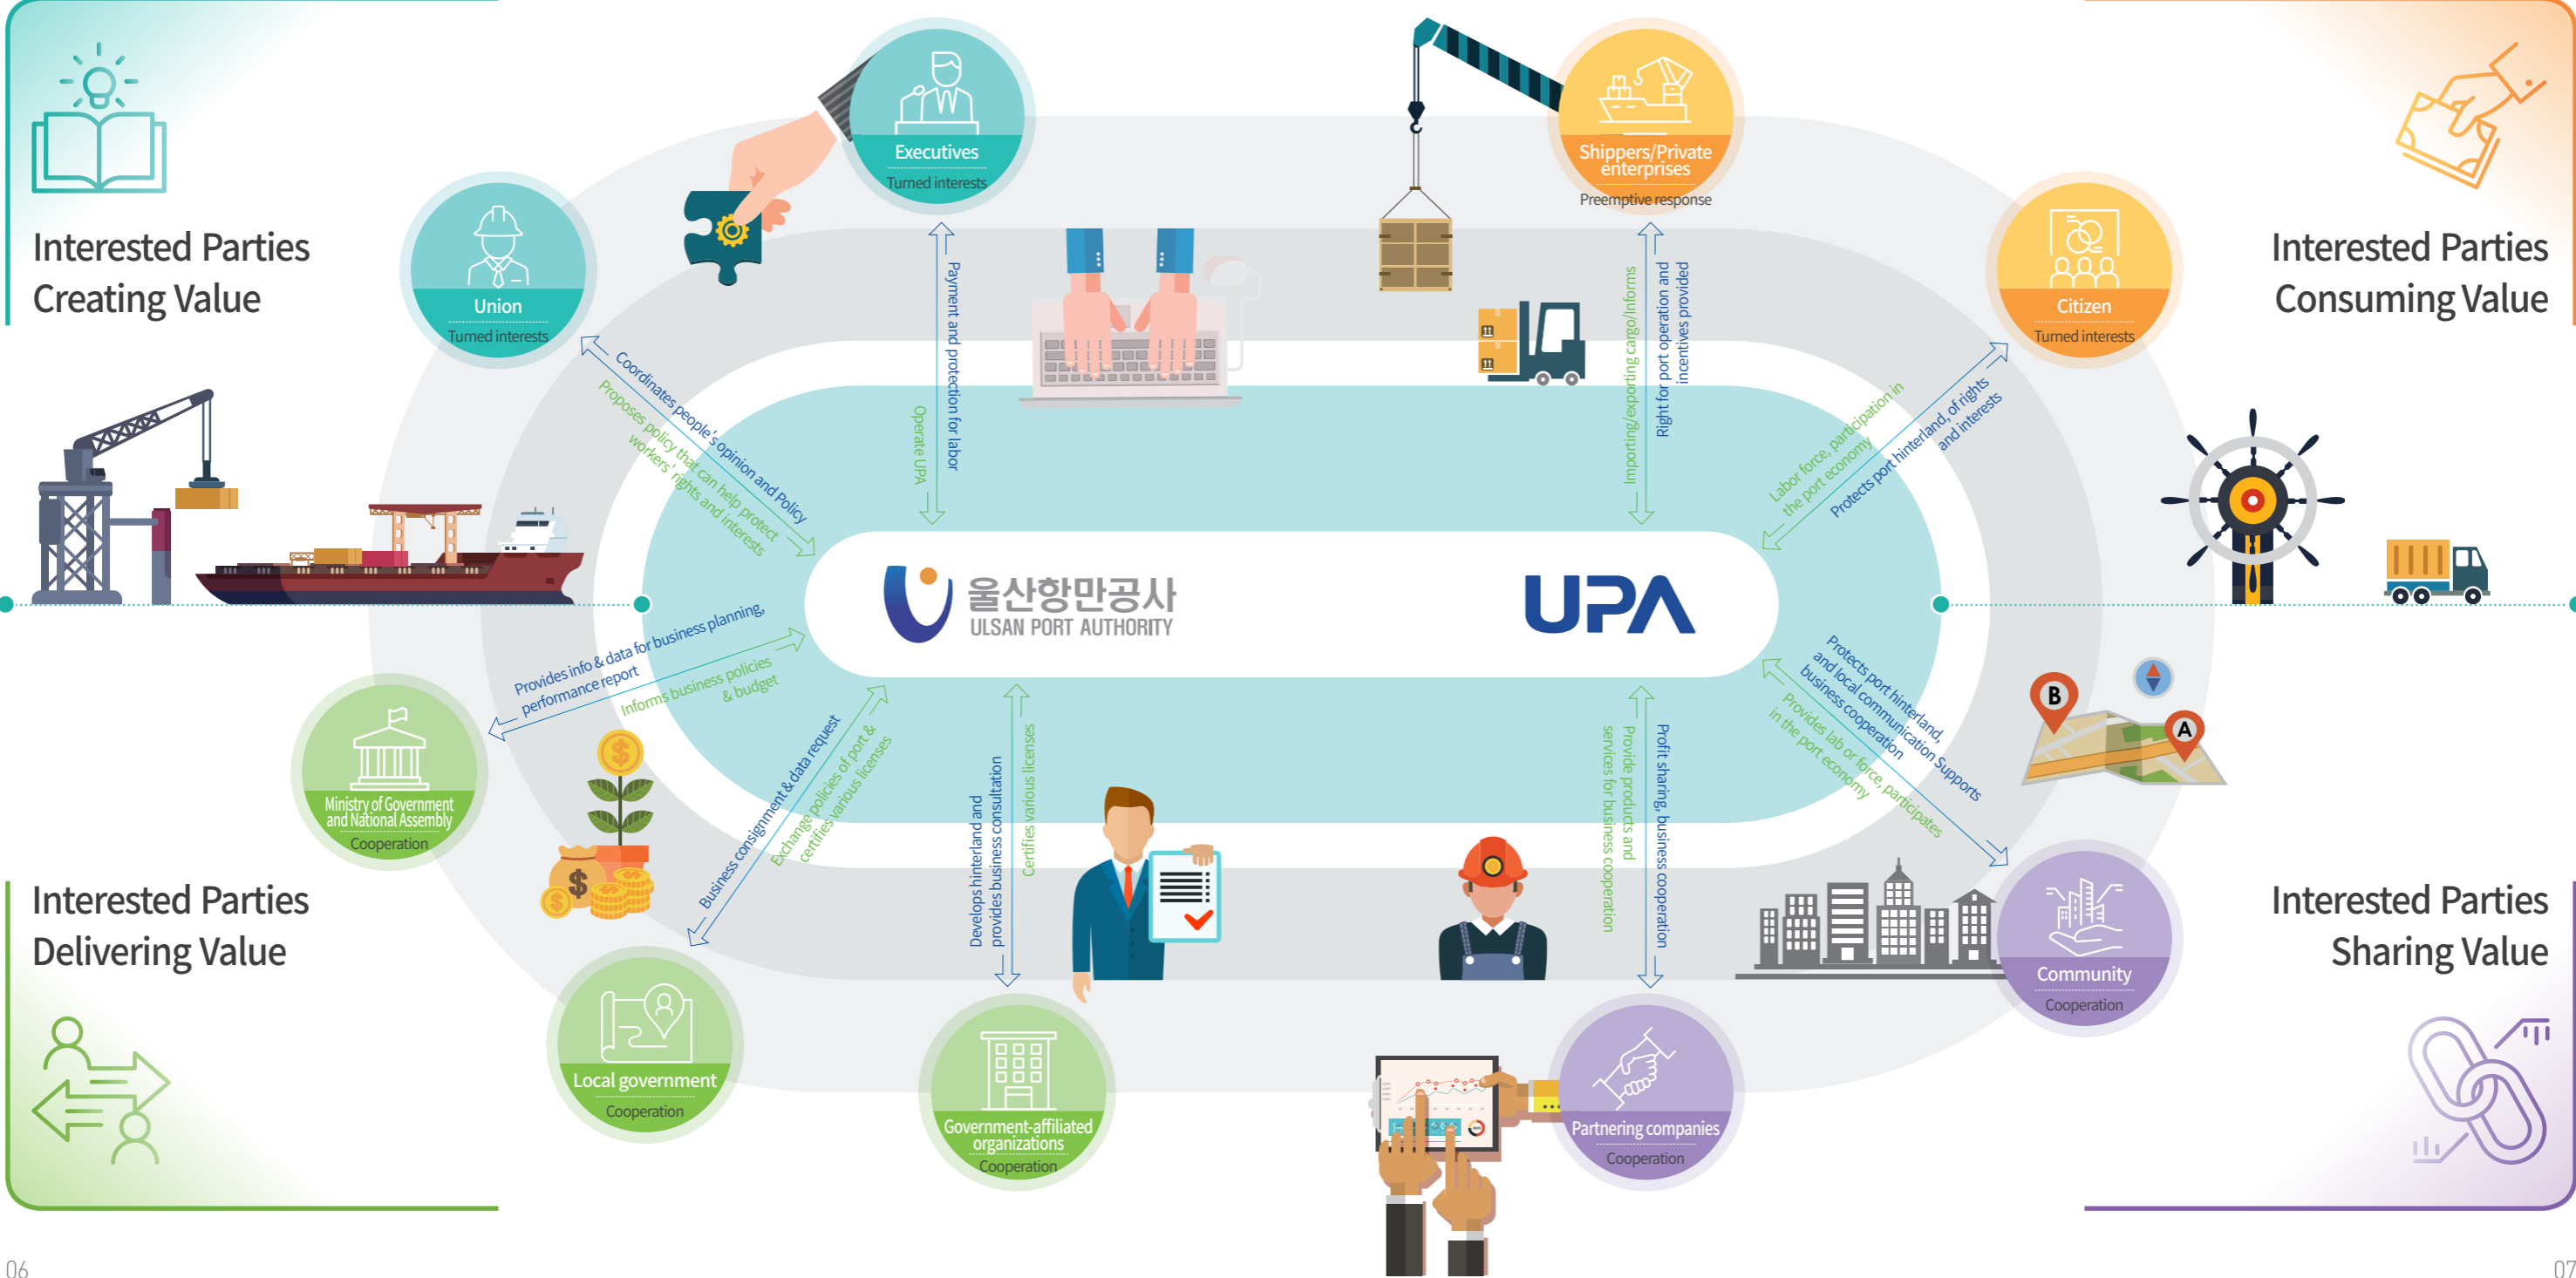 Interested Parties
Creating Value
Executives
Turned interests
Union
Turned interests
Shippers/Private
enterprises
Preemptive response
Citizen
Turned interests
Interested Parties
Consuming Value
Coordinates people's opinion and Policy
Proposes policy that can help protect
workers' rights and interests
Operate UPA
Payment and protection for labor
Importing/exporting cargo/Informs
Right for port operation and
incentives provided
Labor force, participation in
the port economy
Protects port hinterland, of rights
and interests
울산항만공사
ULSAN PORT AUTHORITY
UPA
Provides info & data for business planning,
performance report
Informs business policies
& budget
Business consignment & data request
Exchange policies of port &
certifies various licenses
Develops hinterland and
provides business consultation
Certifies various licenses
Provide products and
services for business cooperation
Profit sharing, business cooperation
Protects port hinterland,
and local communication Supports
business cooperation
Provides lab or force, participates
in the port economy
B
A
Ministry of Government
and National Assembly
Cooperation
Interested Parties
Delivering Value
Local government
Cooperation
Government-affiliated
organizations
Cooperation
Partnering companies
Cooperation
Community
Cooperation
Interested Parties
Sharing Value
$
$
$
06
07